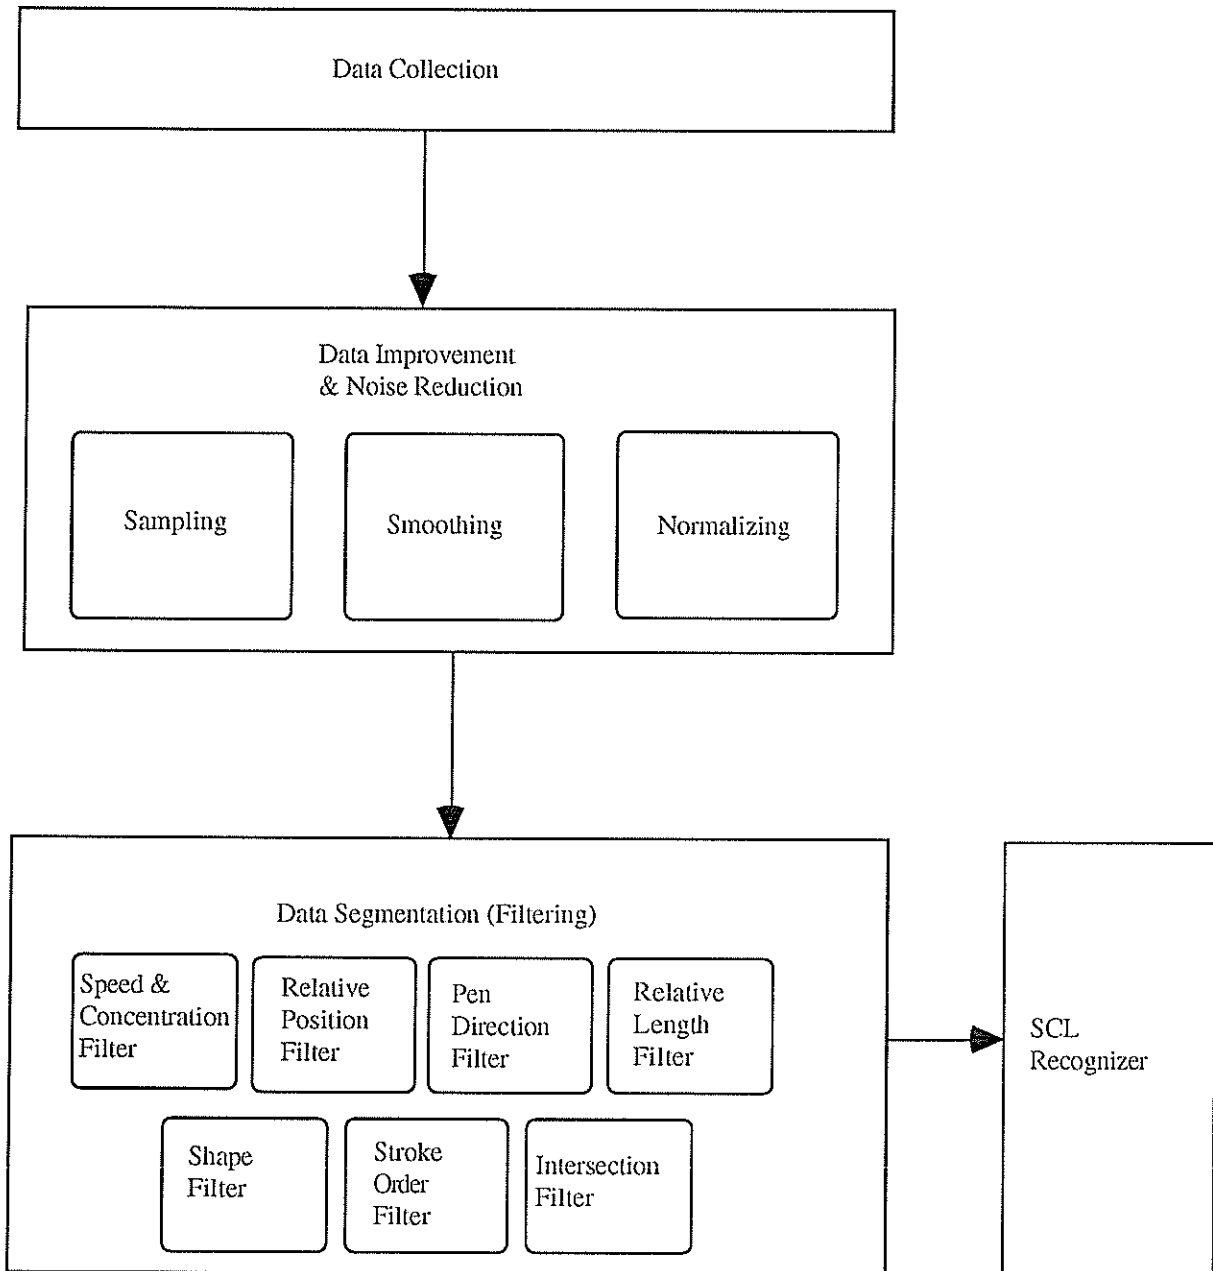 Data Collection
Data Improvement
& Noise Reduction
Sampling
Smoothing
Normalizing
Data Segmentation (Filtering)
Speed &
Concentration
Filter
Relative
Position
Filter
Pen
Direction
Filter
Relative
Length
Filter
SCL
Recognizer
Shape
Filter
Stroke
Order
Filter
Intersection
Filter